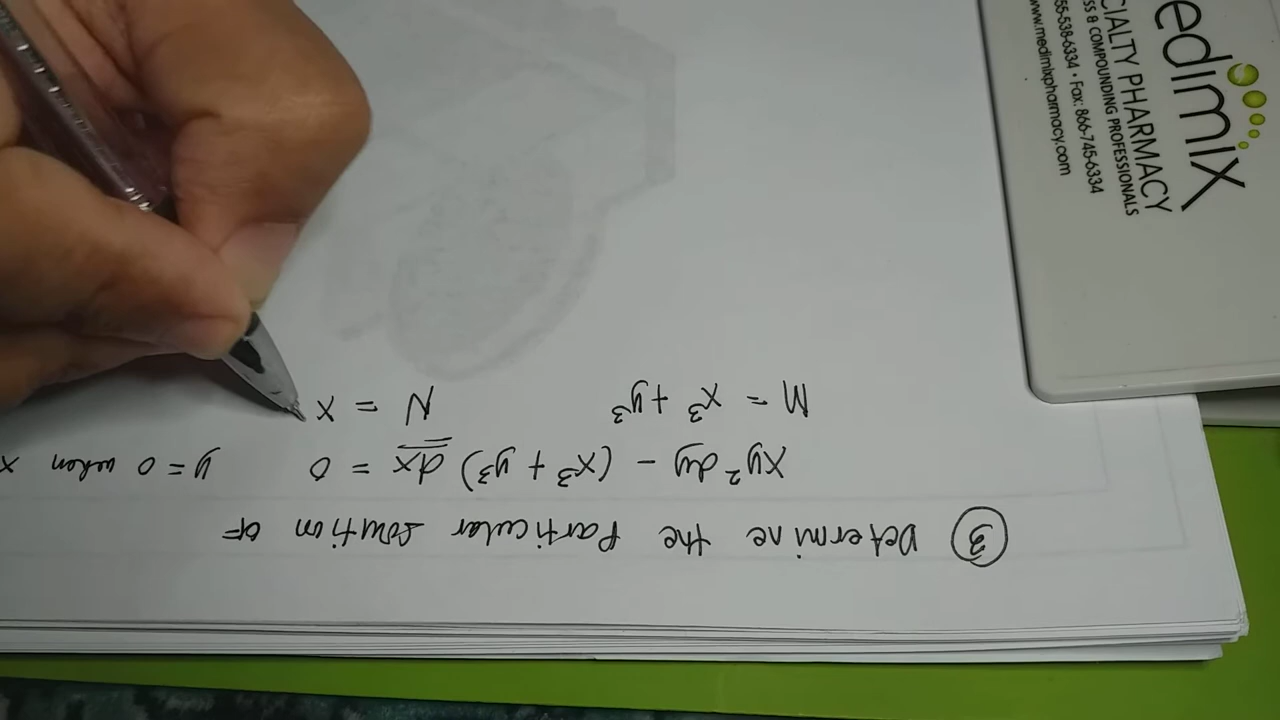 ③ Determine the Particular solution of
xy² dy - (x³ + y³) dx = 0 y = 0 when x
M = x³ + y³ N = x
edimix
CIALTY PHARMACY
SS & COMPOUNDING PROFESSIONALS
55-538-6334 • Fax: 866-745-6334
www.medimixpharmacy.com